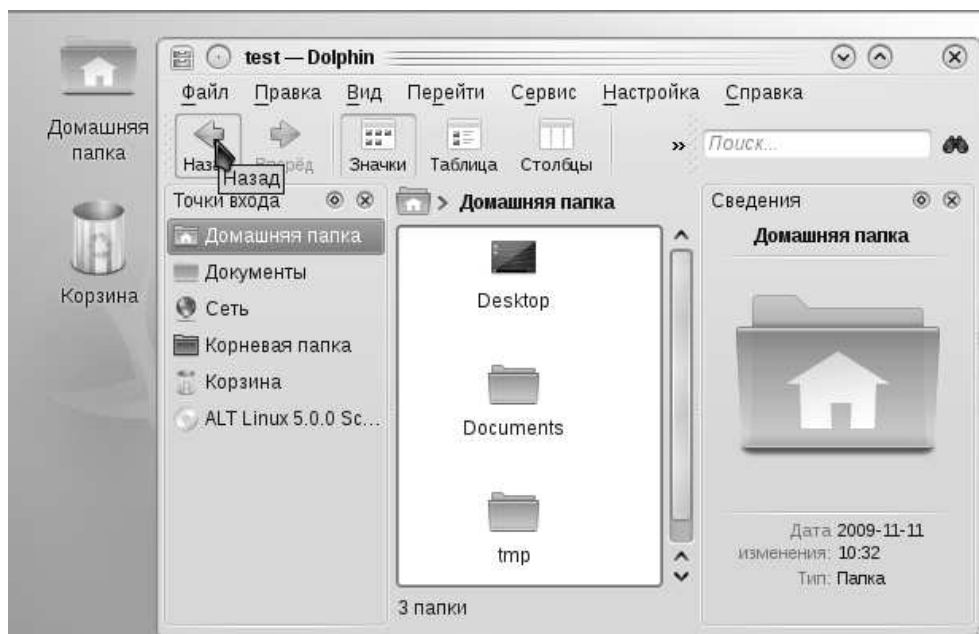 test — Dolphin
Файл Правка Вид Перейти Сервис Настройка Справка
Назад Вперёд Значки Таблица Столбцы » Поиск...
Назад
Домашняя
папка
Корзина
Точки входа
Домашняя папка
Документы
Сеть
Корневая папка
Корзина
ALT Linux 5.0.0 Sc...
> Домашняя папка
Desktop
Documents
tmp
3 папки
Сведения
Домашняя папка
Дата 2009-11-11
изменения: 10:32
Тип: Папка